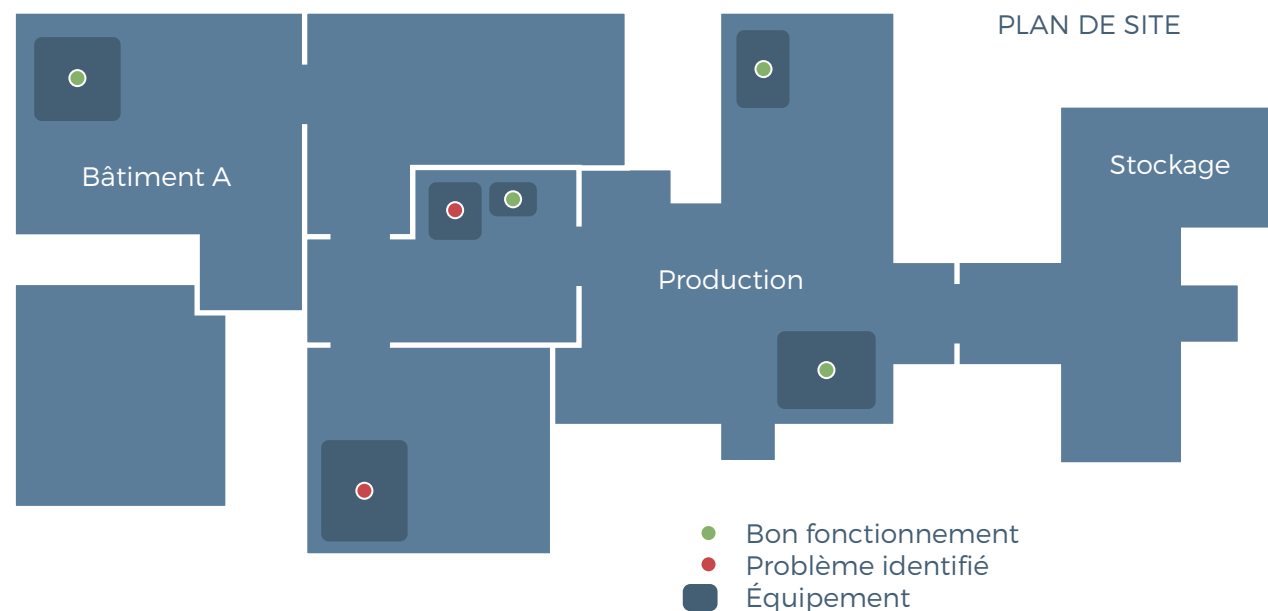 PLAN DE SITE
Bâtiment A
Stockage
Production
Bon fonctionnement
Problème identifié
Équipement